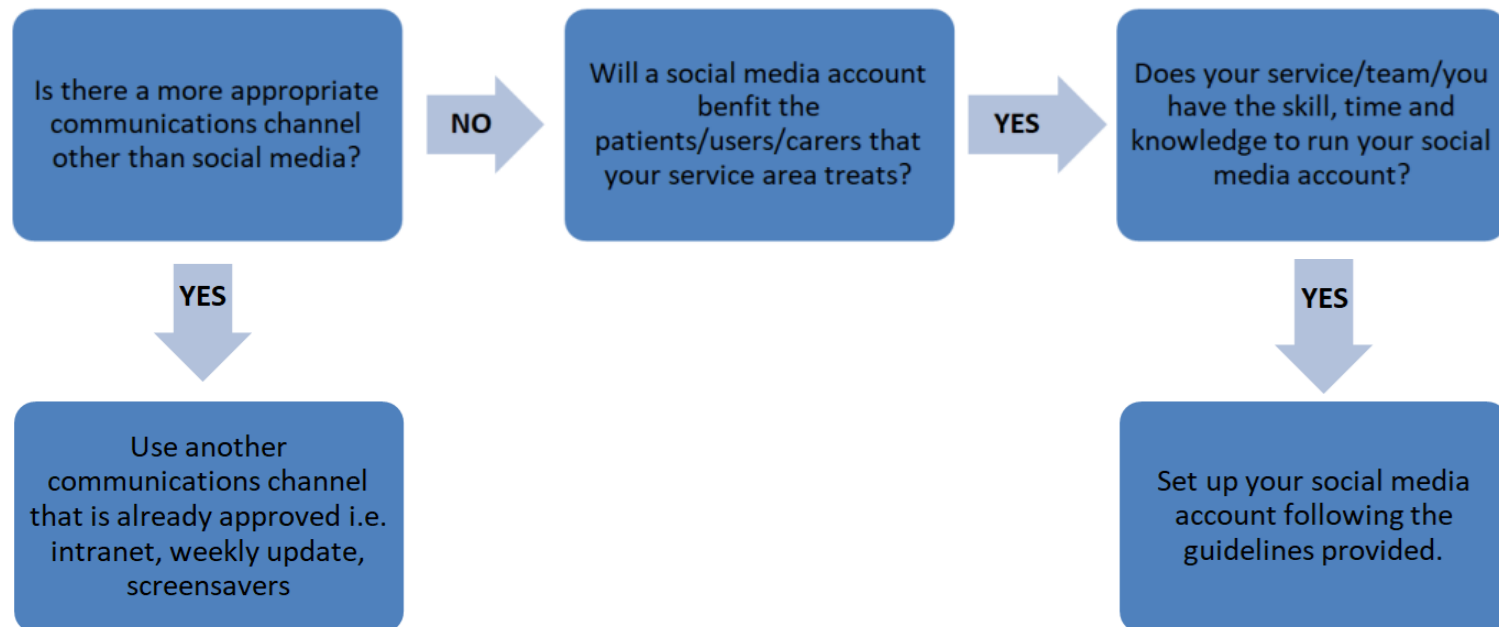 Is there a more appropriate
communications channel
other than social media?
NO
Will a social media account
benfit the
patients/users/carers that
your service area treats?
YES
Does your service/team/you
have the skill, time and
knowledge to run your social
media account?
YES
YES
Use another
communications channel
that is already approved i.e.
intranet, weekly update,
screensavers
Set up your social media
account following the
guidelines provided.